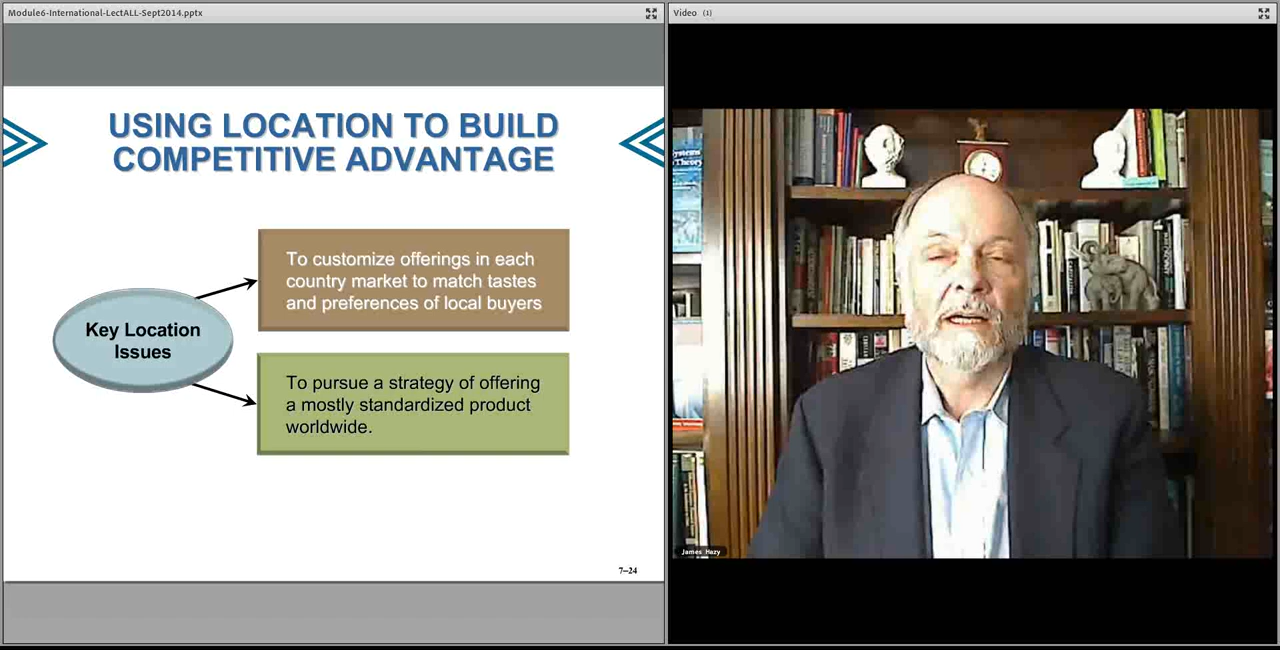 Module6-International-LectALL-Sept2014.pptx
USING LOCATION TO BUILD
COMPETITIVE ADVANTAGE
Key Location
Issues
To customize offerings in each
country market to match tastes
and preferences of local buyers
To pursue a strategy of offering
a mostly standardized product
worldwide.
7–24
Video (1)
Systems
Theory
James Hazy